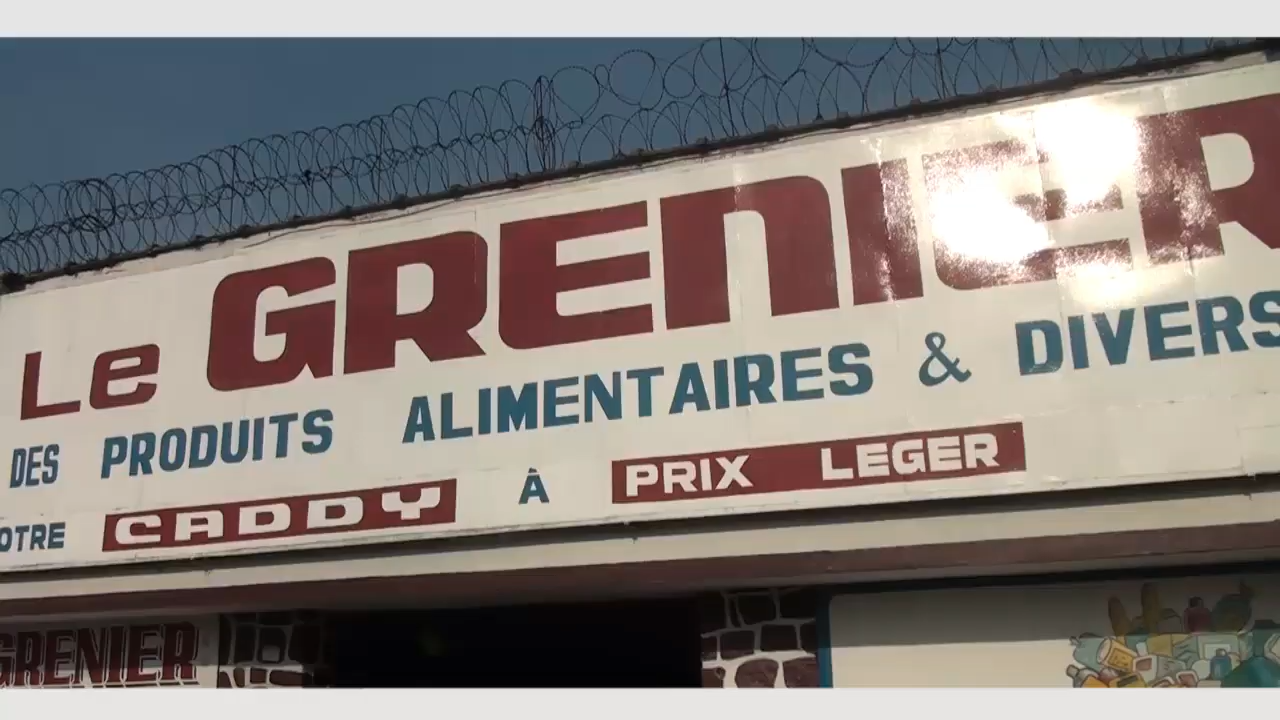 Le GRENIER
DES PRODUITS ALIMENTAIRES & DIVERS
OTRE CADDY À PRIX LEGER
GRENIER